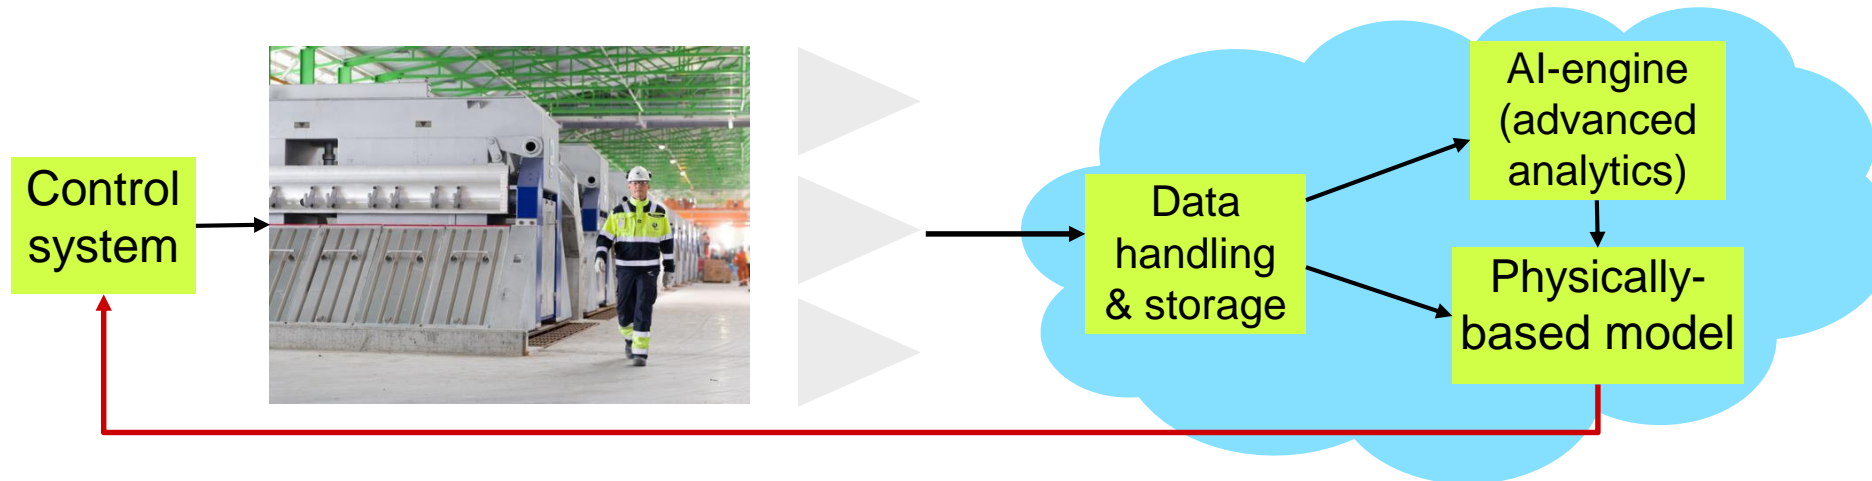 Control
system
Data
handling
& storage
AI-engine
(advanced
analytics)
Physically-
based model